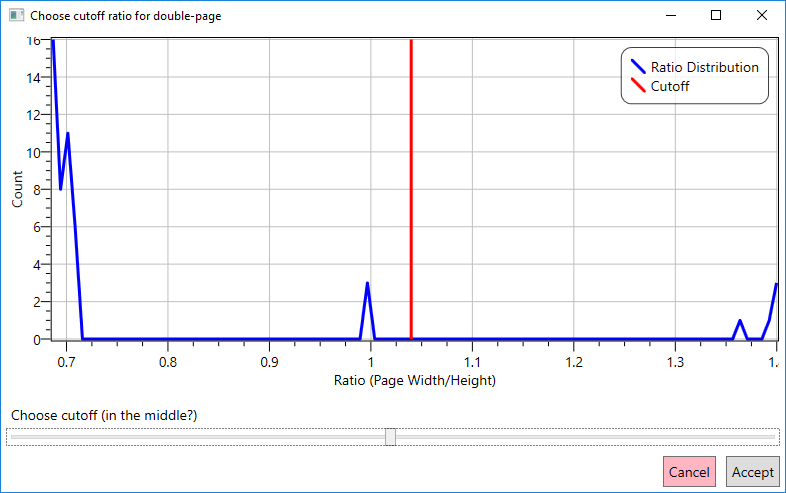 Choose cutoff ratio for double-page
16
14
12
10
8
6
4
2
0
Count
Ratio Distribution
Cutoff
0.7 0.8 0.9 1 1.1 1.2 1.3 1.
Ratio (Page Width/Height)
Choose cutoff (in the middle?)
Cancel Accept